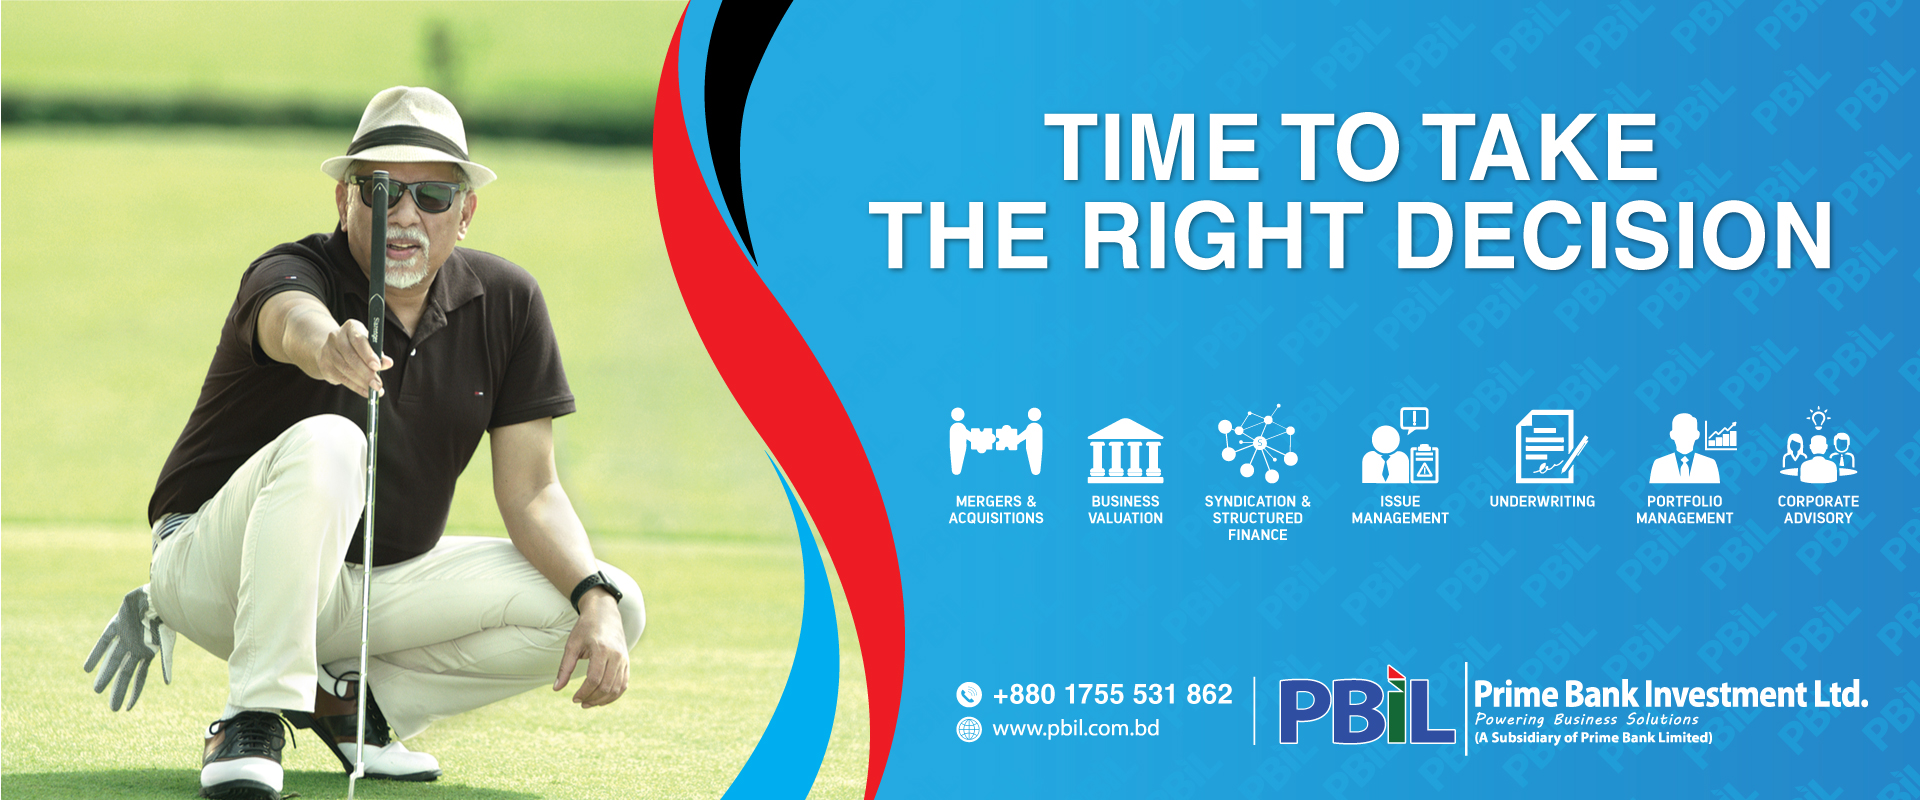 TIME TO TAKE
THE RIGHT DECISION
MERGERS &
ACQUISITIONS
BUSINESS
VALUATION
SYNDICATION &
STRUCTURED
FINANCE
ISSUE
MANAGEMENT
UNDERWRITING
PORTFOLIO
MANAGEMENT
CORPORATE
ADVISORY
+880 1755 531 862
www.pbil.com.bd
PBiL
Prime Bank Investment Ltd.
Powering Business Solutions
(A Subsidiary of Prime Bank Limited)